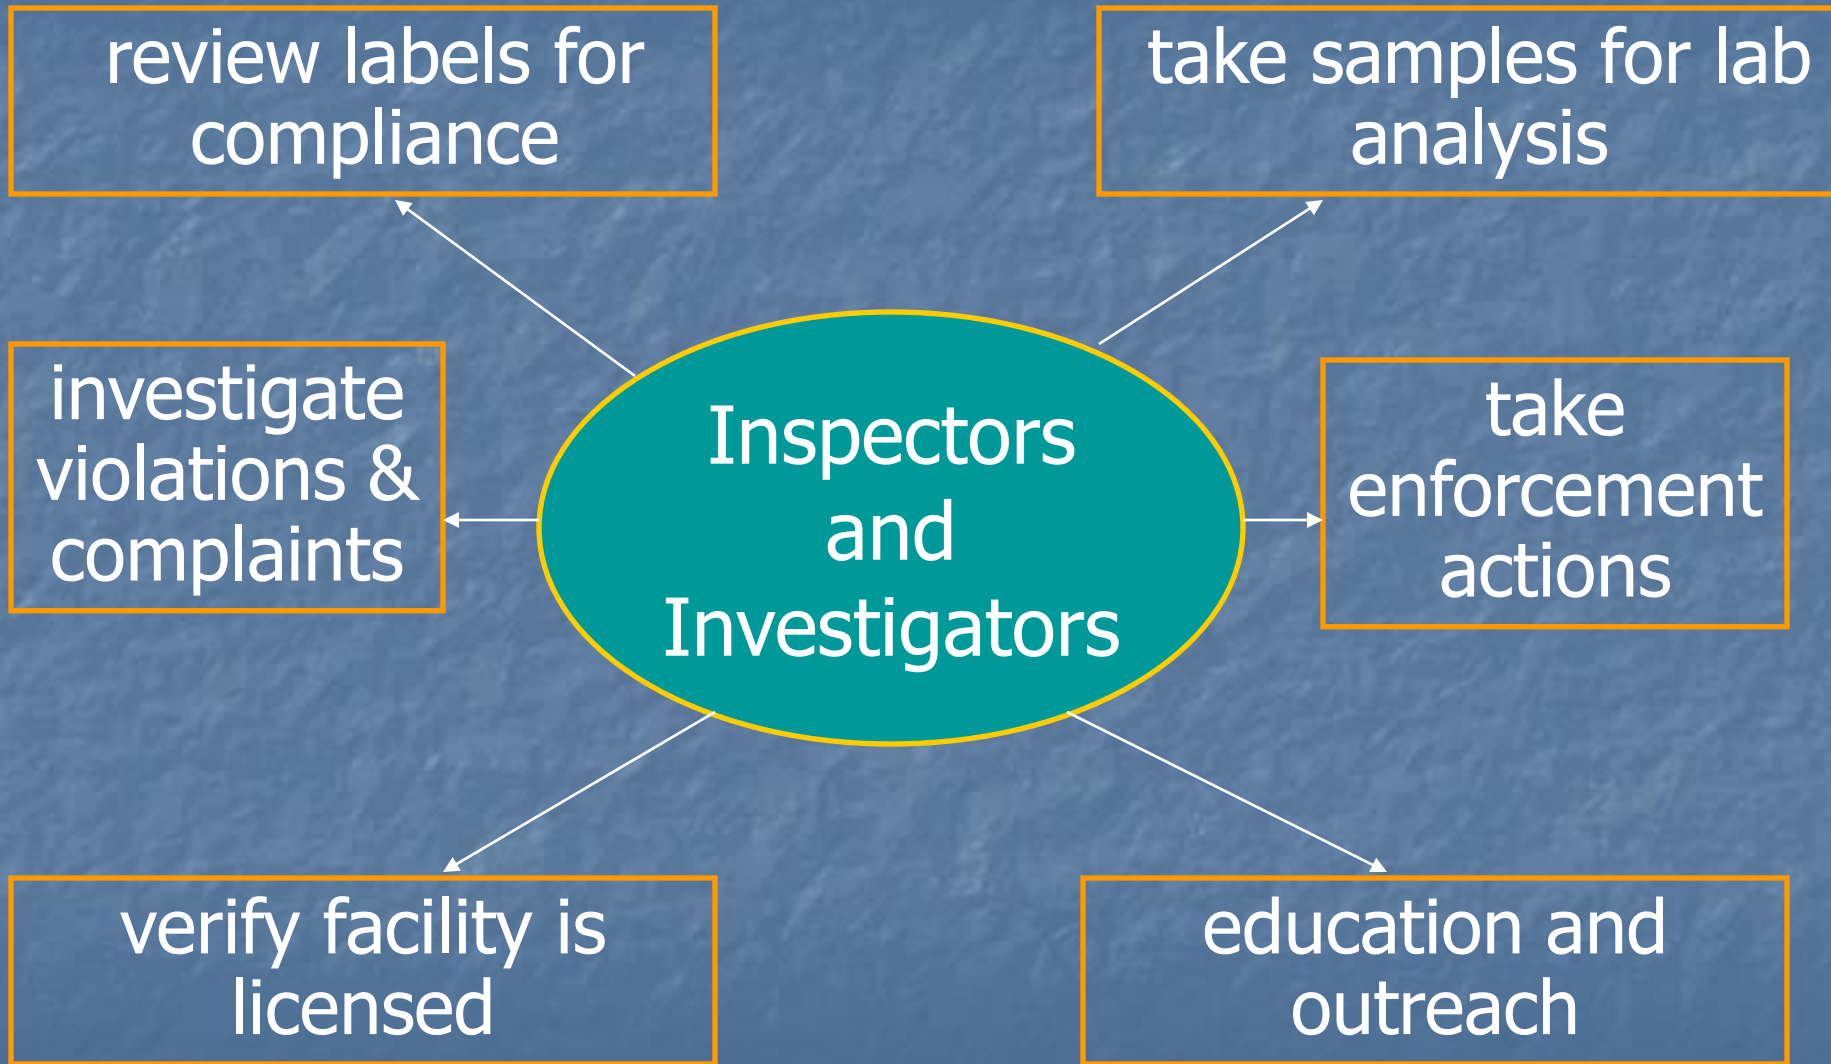 review labels for
compliance
take samples for lab
analysis
investigate
violations &
complaints
Inspectors
and
Investigators
take
enforcement
actions
verify facility is
licensed
education and
outreach